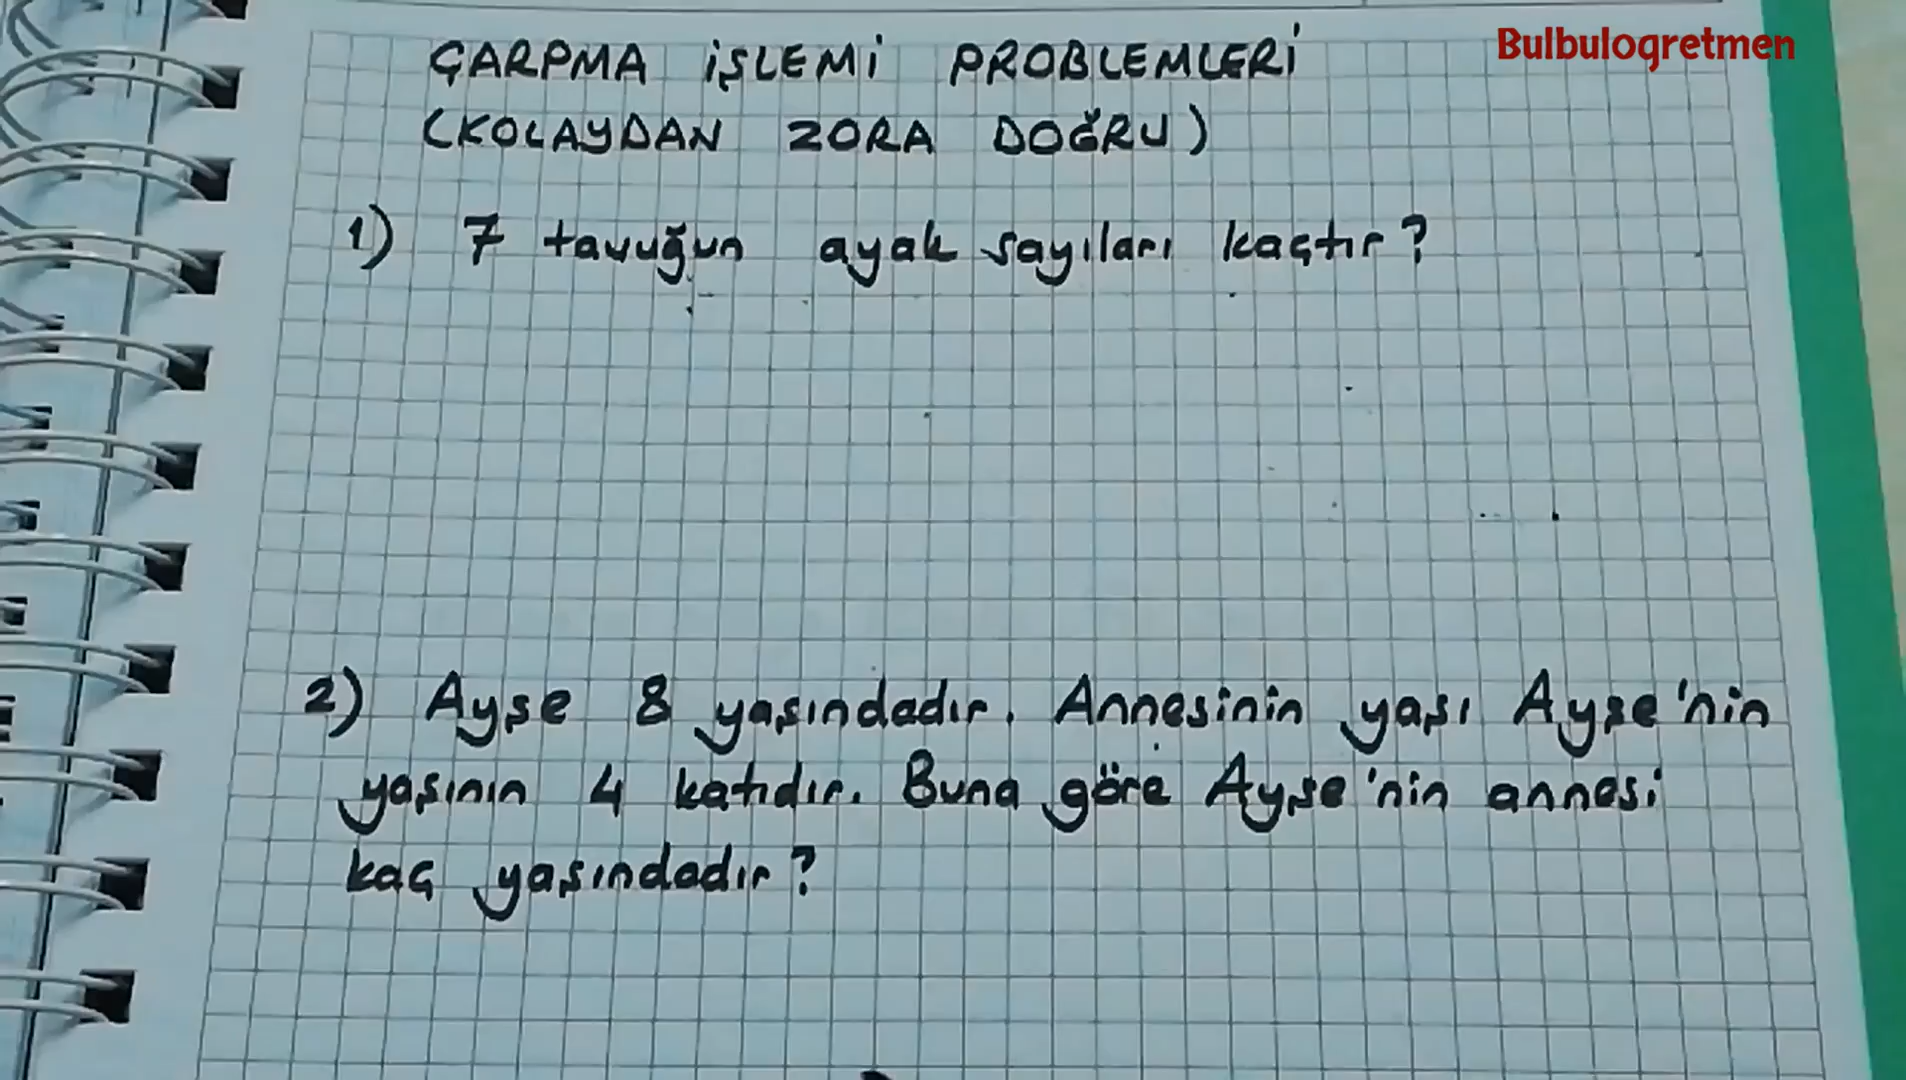 Bulbulogretmen
ÇARPMA İŞLEMİ PROBLEMLERİ
(KOLAYDAN ZORA DOĞRU)
1) 7 tavuğun ayak sayıları kaçtır?
2) Ayşe 8 yaşındadır. Annesinin yaşı Ayşe'nin
yaşının 4 katıdır. Buna göre Ayşe'nin annesi
kaç yaşındadır?